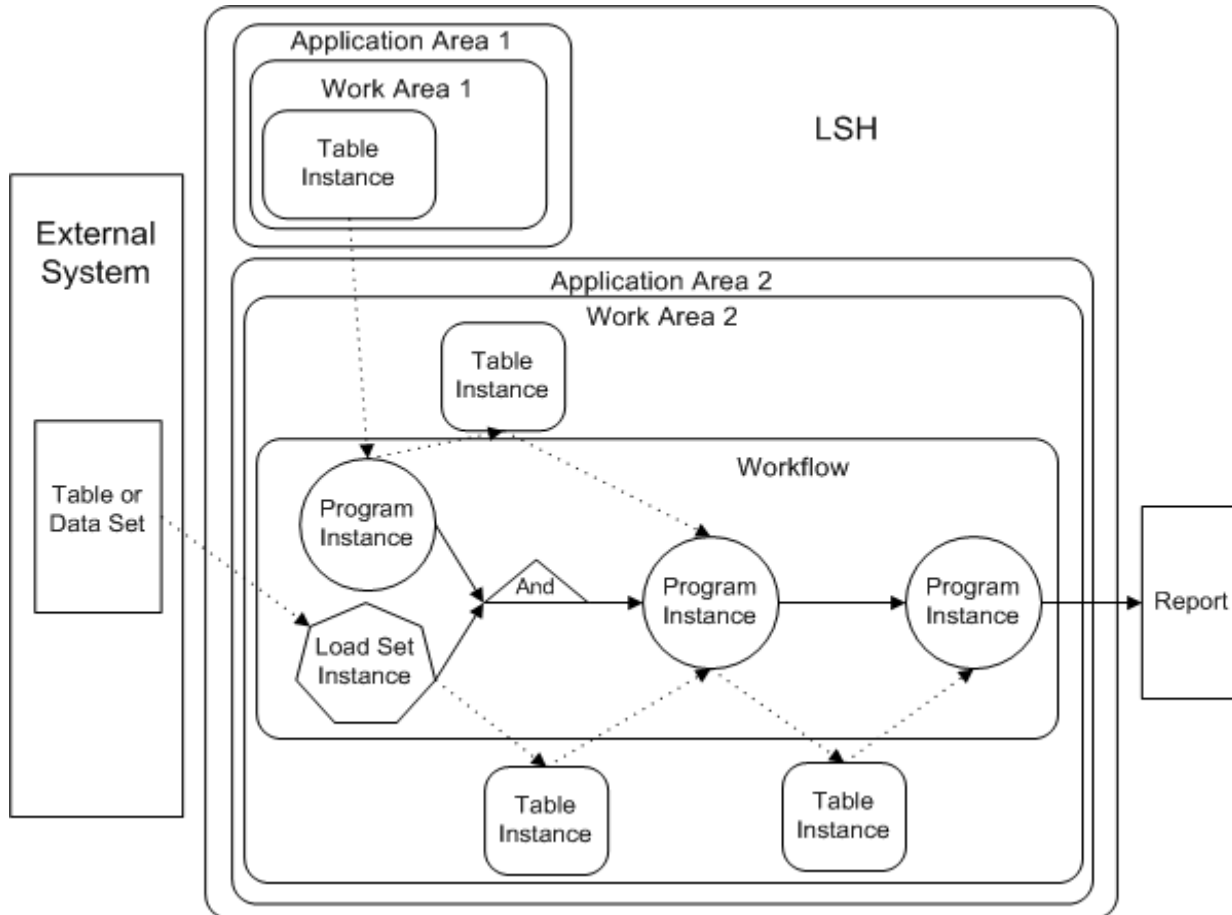 Application Area 1
Work Area 1
Table
Instance
LSH
External
System
Application Area 2
Work Area 2
Table
Instance
Workflow
Table or
Data Set
Program
Instance
And
Program
Instance
Program
Instance
Report
Load Set
Instance
Table
Instance
Table
Instance